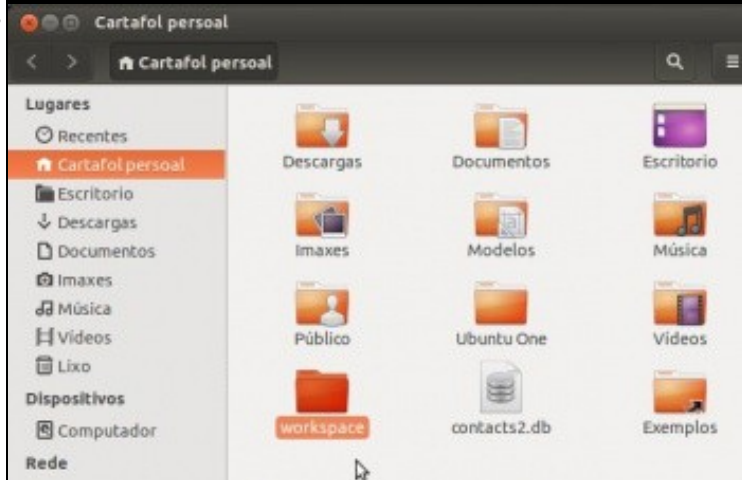 Cartafol persoal
Cartafol persoal
Lugares
Recentes
Cartafol persoal
Escritorio
Descargas
Documentos
Imaxes
Música
Vídeos
Lixo
Dispositivos
Computador
Rede
Descargas Documentos Escritorio
Imaxes Modelos Música
Público Ubuntu One Vídeos
workspace contacts2.db Exemplos